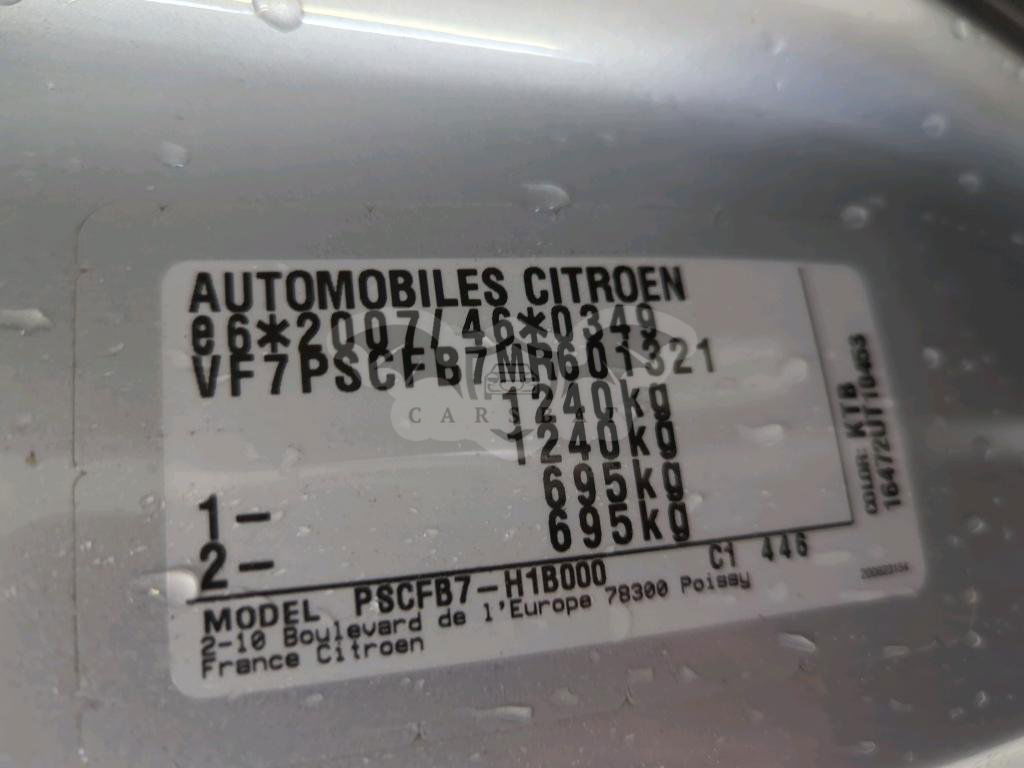 AUTOMOBILES CITROEN
e6*2007/46*0349
VF7PSCFB7MR601321
1240kg
1240kg
1- 695kg
2- 695kg
MODEL PSCFB7-H1B000 C1 446
2-10 Boulevard de l'Europe 78300 Poissy
France Citroen
COLOR: KTB
CARS